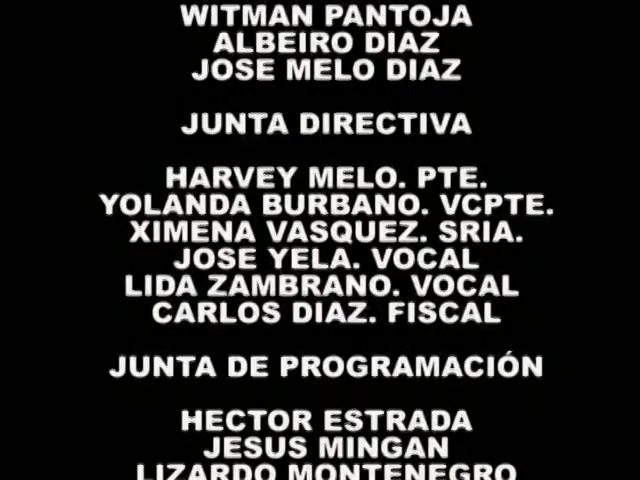 WITMAN PANTOJA
ALBEIRO DIAZ
JOSE MELO DIAZ
JUNTA DIRECTIVA
HARVEY MELO. PTE.
YOLANDA BURBANO. VCPTE.
XIMENA VASQUEZ. SRIA.
JOSE YELA. VOCAL
LIDA ZAMBRANO. VOCAL
CARLOS DIAZ. FISCAL
JUNTA DE PROGRAMACIÓN
HECTOR ESTRADA
JESUS MINGAN
LIZARDO MONTENEGRO